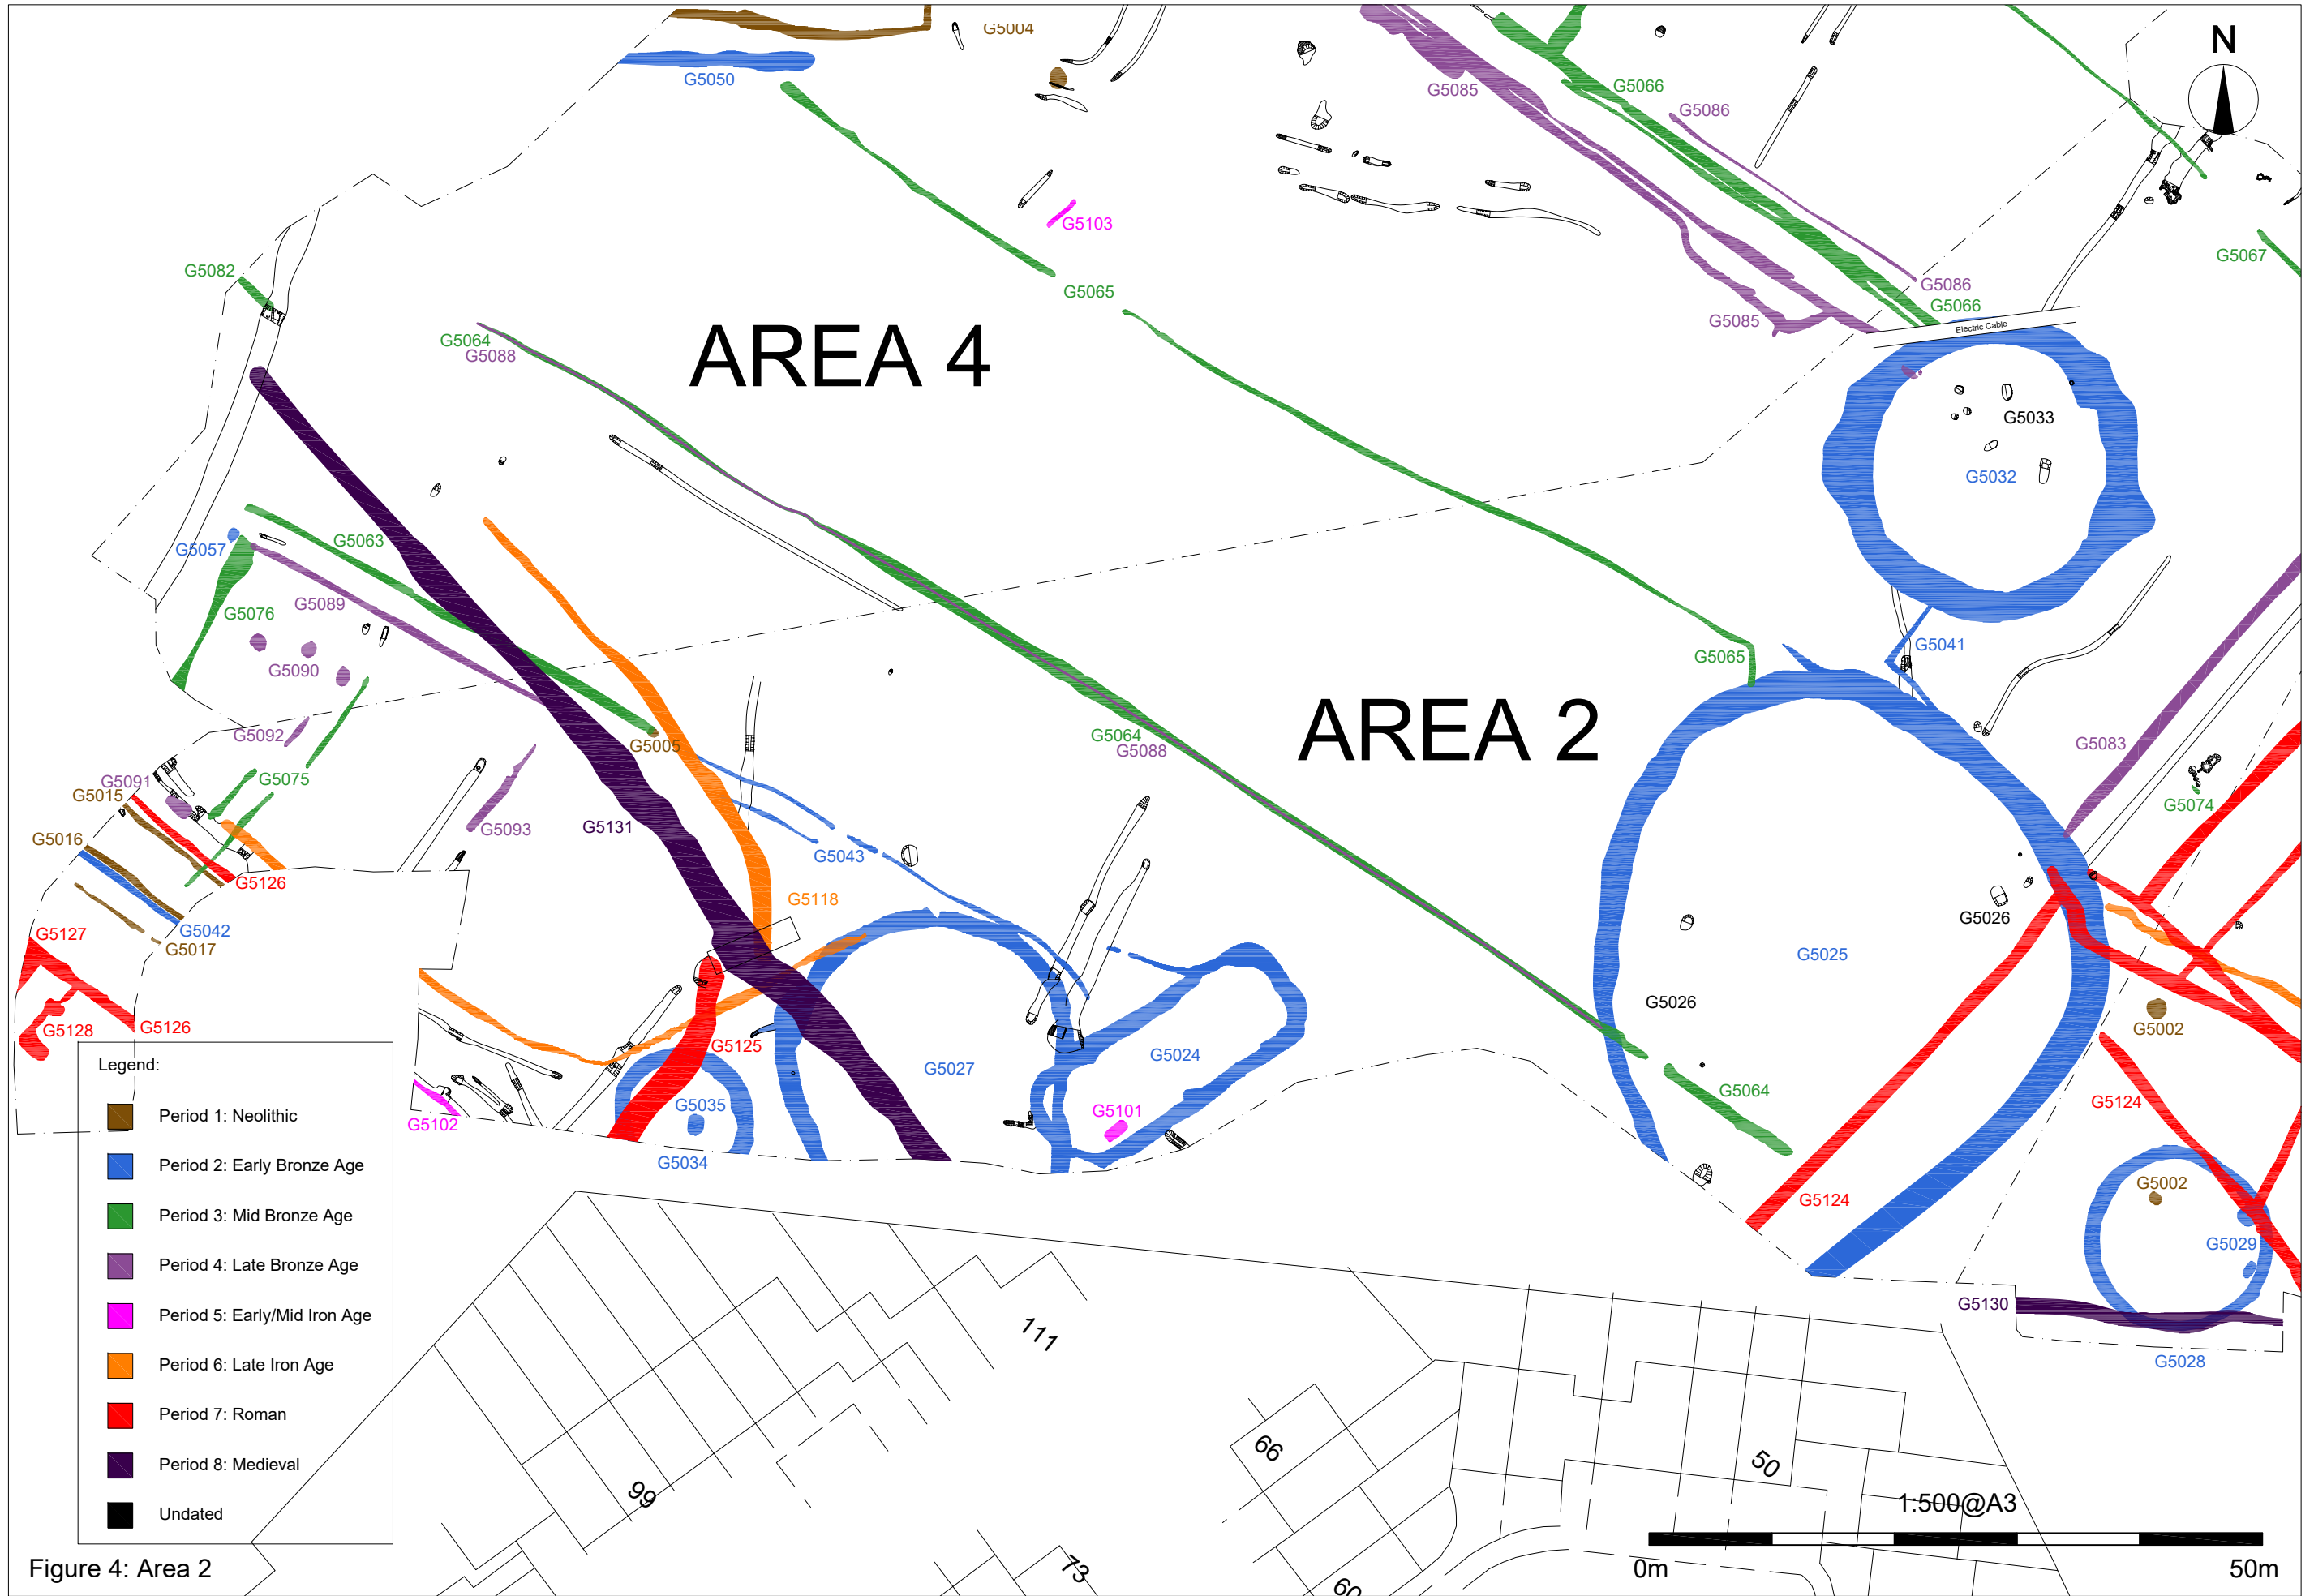 G5004
N
G5050
G5085
G5066
G5086
G5103
G5082
G5067
G5065
G5086
G5066
G5085
Electric Cable
G5064
G5088
AREA 4
G5033
G5032
G5063
G5057
G5076
G5089
G5090
G5041
G5065
G5092
G5005
G5064
G5088
AREA 2
G5083
G5075
G5091
G5015
G5074
G5131
G5093
G5016
G5043
G5126
G5118
G5026
G5127
G5042
G5017
G5025
G5026
G5128
G5126
G5125
G5027
G5024
G5002
G5064
G5124
G5035
G5101
G5102
G5034
G5002
G5124
G5029
G5130
G5028
Legend:
Period 1: Neolithic
Period 2: Early Bronze Age
Period 3: Mid Bronze Age
Period 4: Late Bronze Age
Period 5: Early/Mid Iron Age
Period 6: Late Iron Age
Period 7: Roman
Period 8: Medieval
Undated
111
66
50
99
73
60
1:500@A3
0m
50m
Figure 4: Area 2